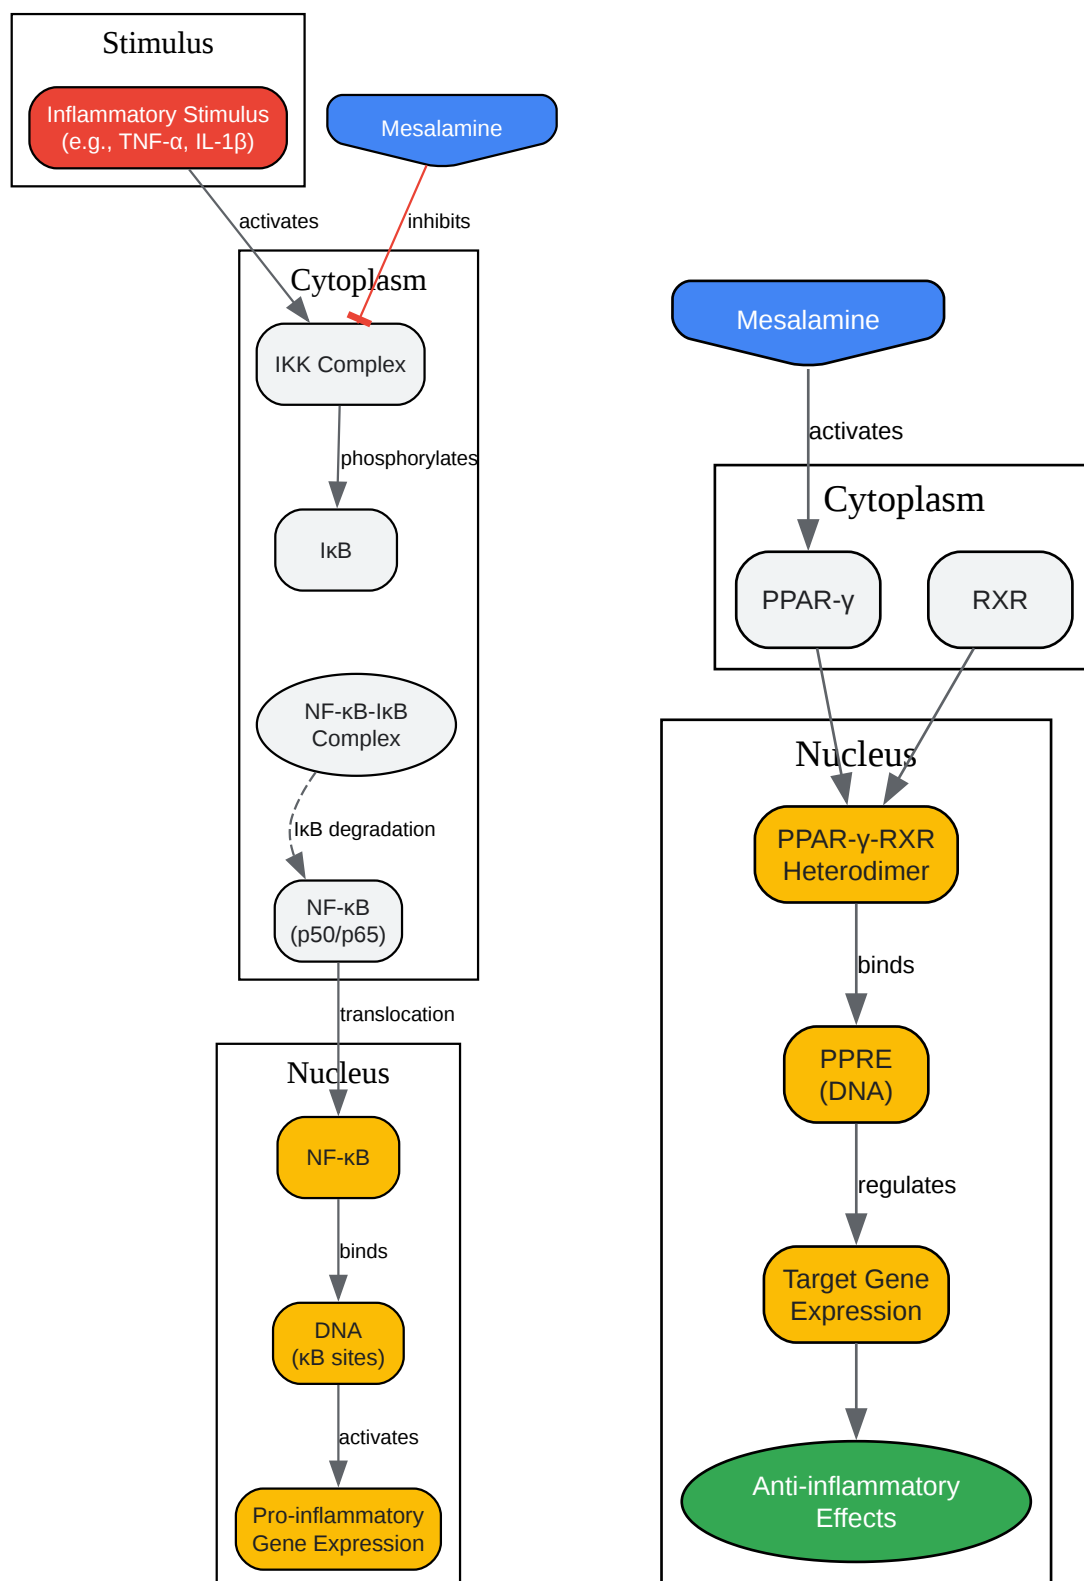 Stimulus
Inflammatory Stimulus
(e.g., TNF-α, IL-1β)
Mesalamine
activates
inhibits
Cytoplasm
IKK Complex
phosphorylates
IκB
NF-κB-IκB
Complex
IκB degradation
NF-κB
(p50/p65)
translocation
Nucleus
NF-κB
binds
DNA
(κB sites)
activates
Pro-inflammatory
Gene Expression
Mesalamine
activates
Cytoplasm
PPAR-γ
RXR
Nucleus
PPAR-γ-RXR
Heterodimer
binds
PPRE
(DNA)
regulates
Target Gene
Expression
Anti-inflammatory
Effects